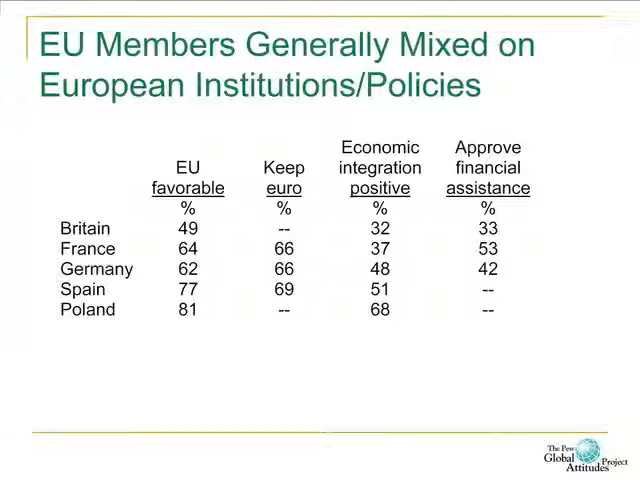 EU Members Generally Mixed on
European Institutions/Policies
Economic Approve
EU Keep integration financial
favorable euro positive assistance
% % % %
Britain 49 -- 32 33
France 64 66 37 53
Germany 62 66 48 42
Spain 77 69 51 --
Poland 81 -- 68 --
The Pew
Global
Attitudes Project